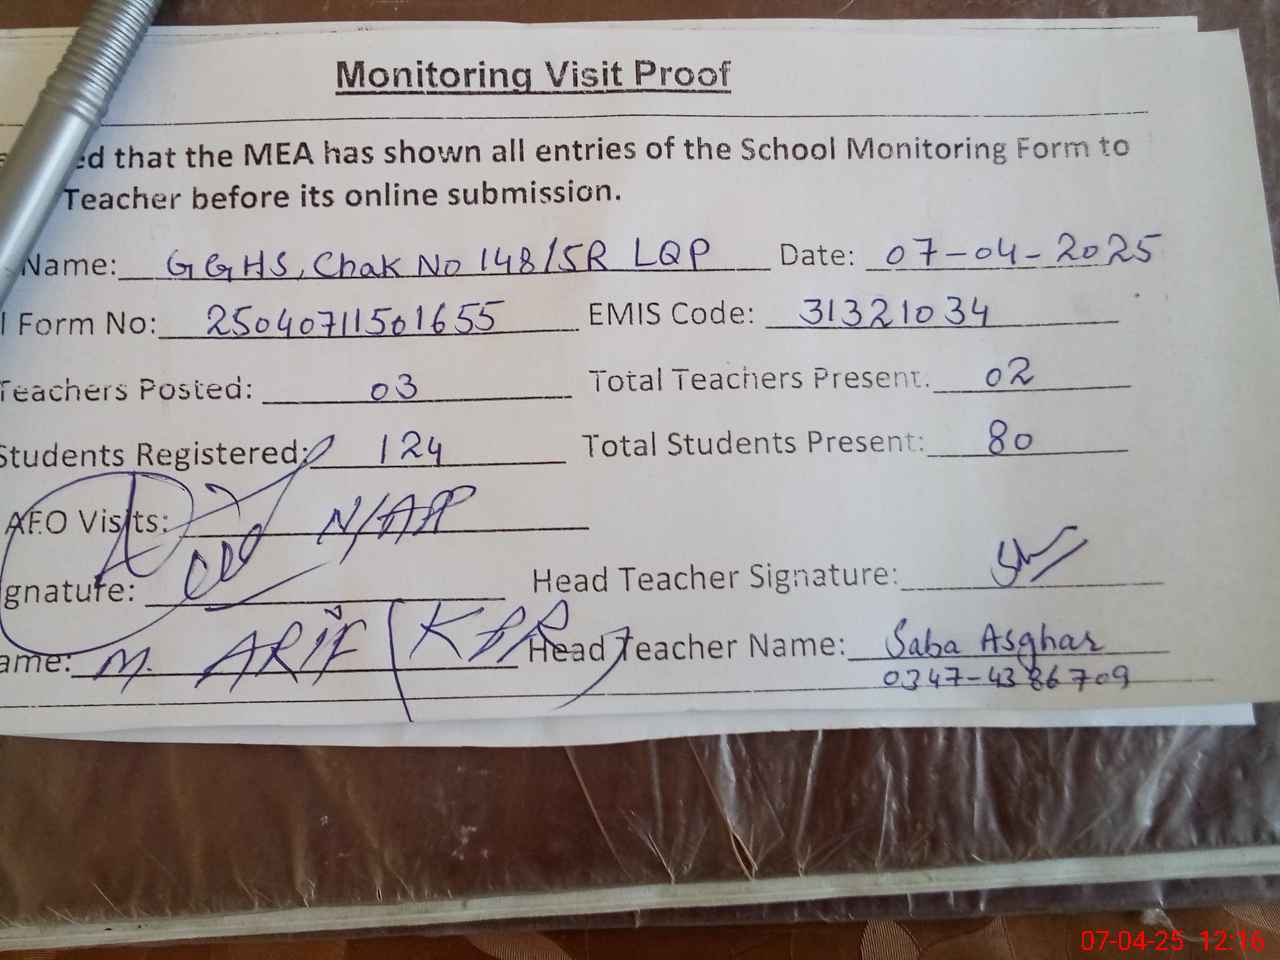 Monitoring Visit Proof
ed that the MEA has shown all entries of the School Monitoring Form to
Teacher before its online submission.
Name: GGHS, Chak No 148/5R LQP Date: 07-04-2025
l Form No: 25040711501655 EMIS Code: 31321034
Teachers Posted: 03 Total Teachers Present: 02
Students Registered: 124 Total Students Present: 80
AEO Visits: N/APP
gnature: Head Teacher Signature:
ame: M. ARIF Head Teacher Name: Saba Asghar
0347-4386709
07-04-25 12:16